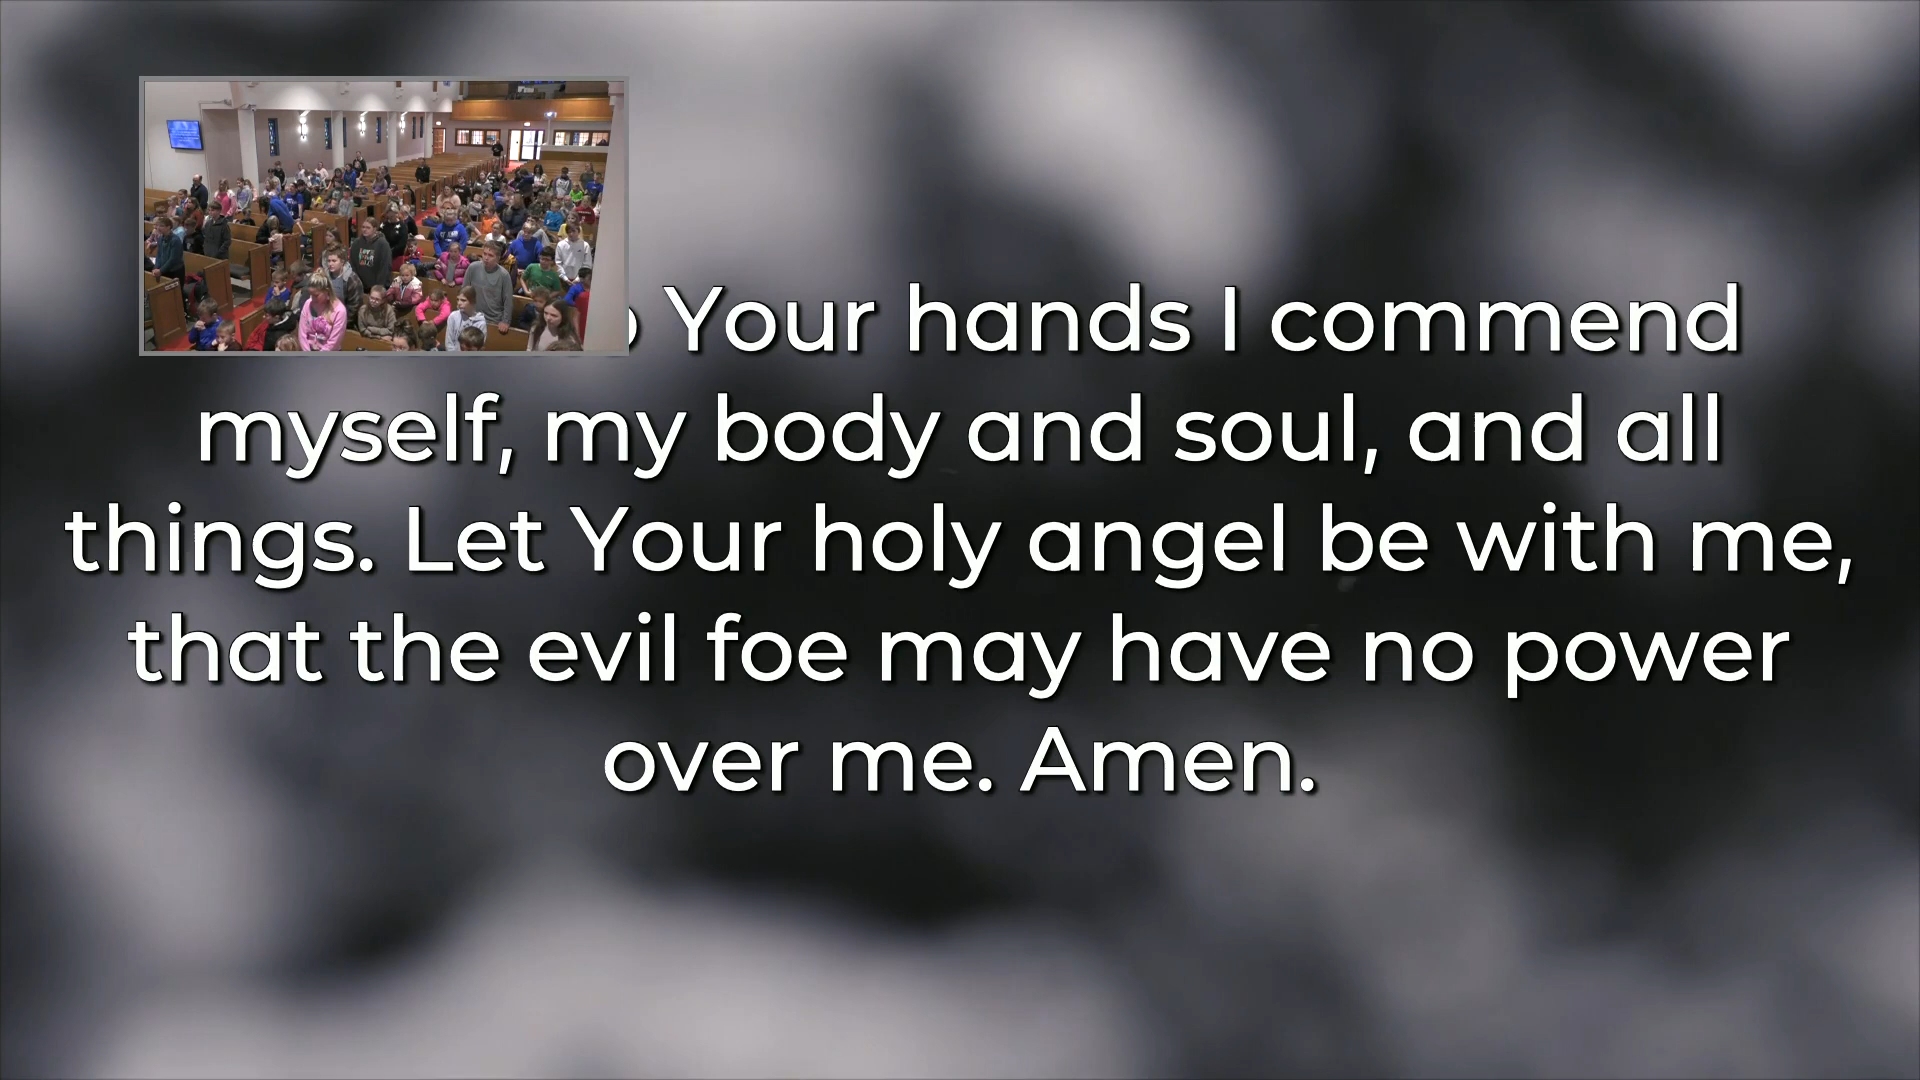 Your hands I commend
myself, my body and soul, and all
things. Let Your holy angel be with me,
that the evil foe may have no power
over me. Amen.